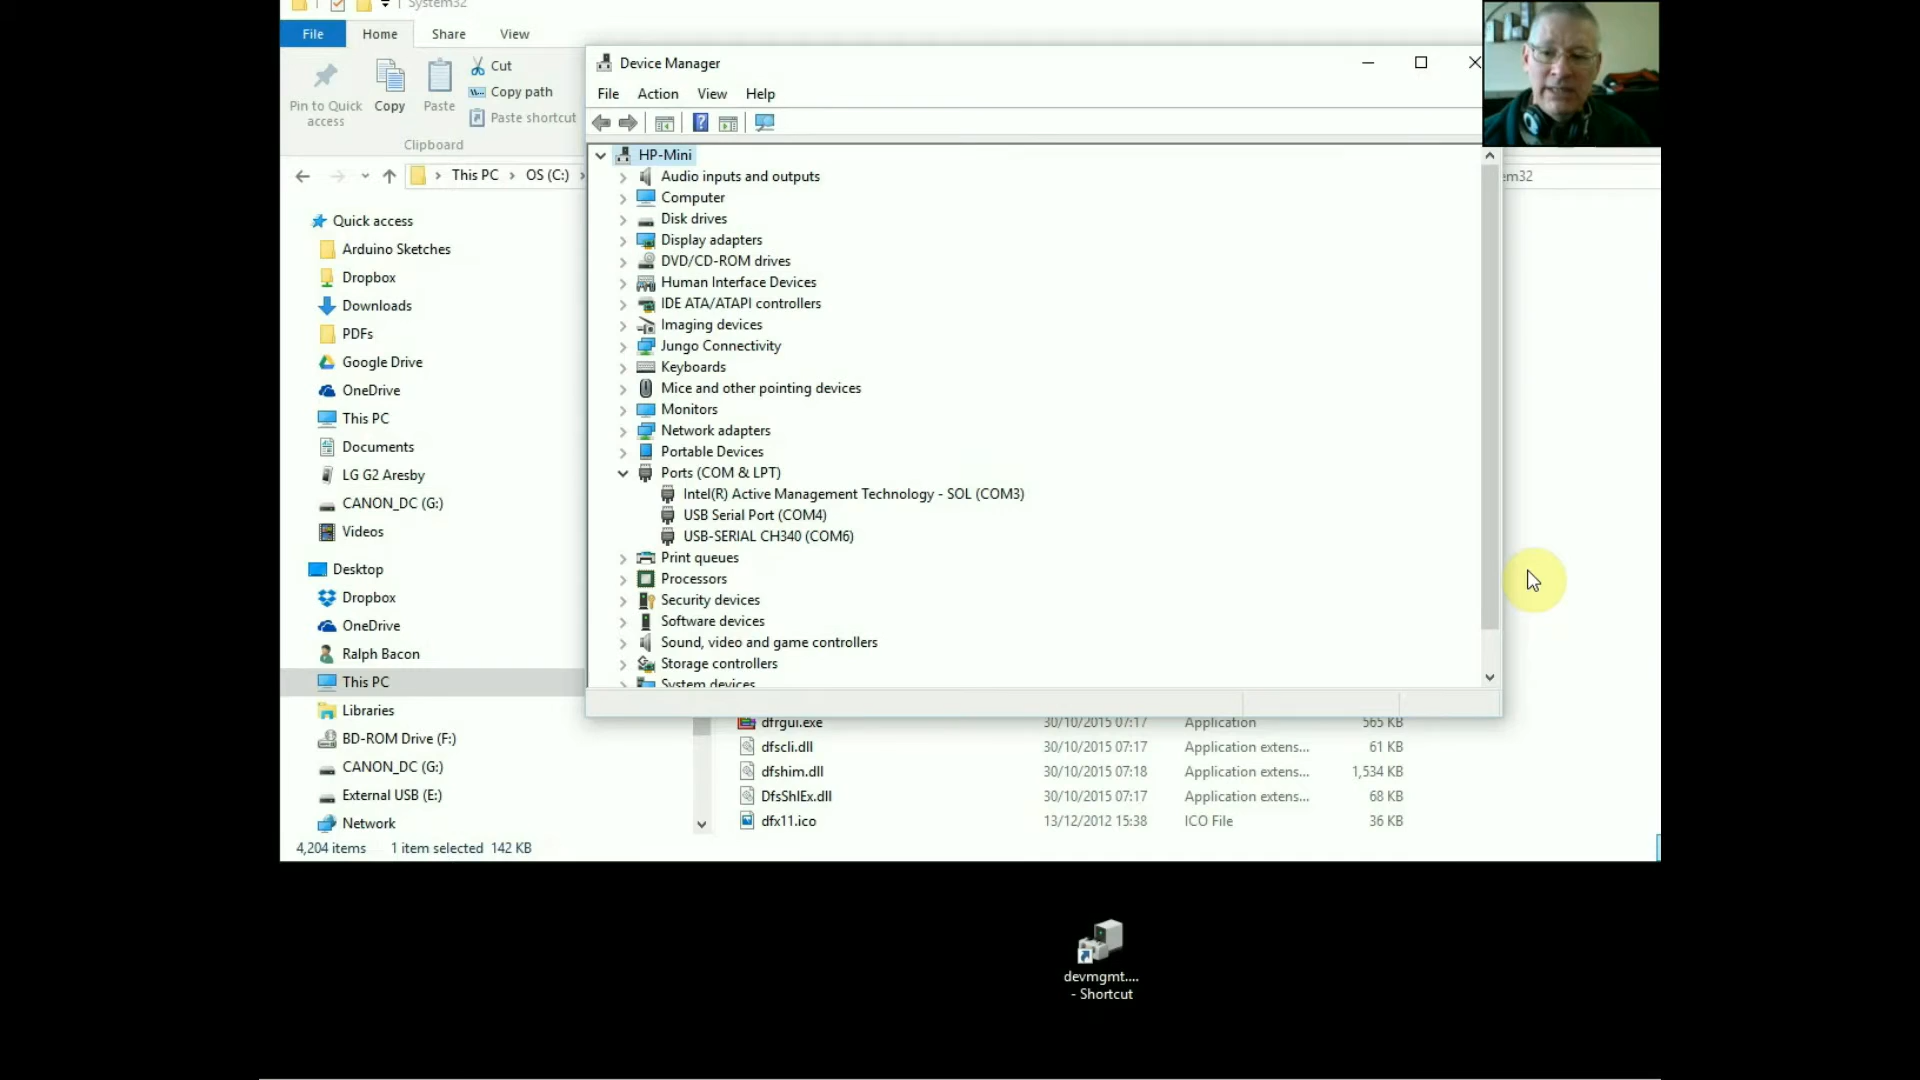 System32
File Home Share View
Pin to Quick access
Copy
Paste
Cut
Copy path
Paste shortcut
Clipboard
This PC
OS (C:)
em32
Quick access
Arduino Sketches
Dropbox
Downloads
PDFs
Google Drive
OneDrive
This PC
Documents
LG G2 Aresby
CANON_DC (G:)
Videos
Desktop
Dropbox
OneDrive
Ralph Bacon
This PC
Libraries
BD-ROM Drive (F:)
CANON_DC (G:)
External USB (E:)
Network
4,204 items 1 item selected 142 KB
Device Manager
File Action View Help
HP-Mini
Audio inputs and outputs
Computer
Disk drives
Display adapters
DVD/CD-ROM drives
Human Interface Devices
IDE ATA/ATAPI controllers
Imaging devices
Jungo Connectivity
Keyboards
Mice and other pointing devices
Monitors
Network adapters
Portable Devices
Ports (COM & LPT)
Intel(R) Active Management Technology - SOL (COM3)
USB Serial Port (COM4)
USB-SERIAL CH340 (COM6)
Print queues
Processors
Security devices
Software devices
Sound, video and game controllers
Storage controllers
System devices
dfrgui.exe 30/10/2015 07:17 Application 565 KB
dfscli.dll 30/10/2015 07:17 Application extens... 61 KB
dfshim.dll 30/10/2015 07:18 Application extens... 1,534 KB
DfsShlEx.dll 30/10/2015 07:17 Application extens... 68 KB
dfx11.ico 13/12/2012 15:38 ICO File 36 KB
devmgmt....
- Shortcut